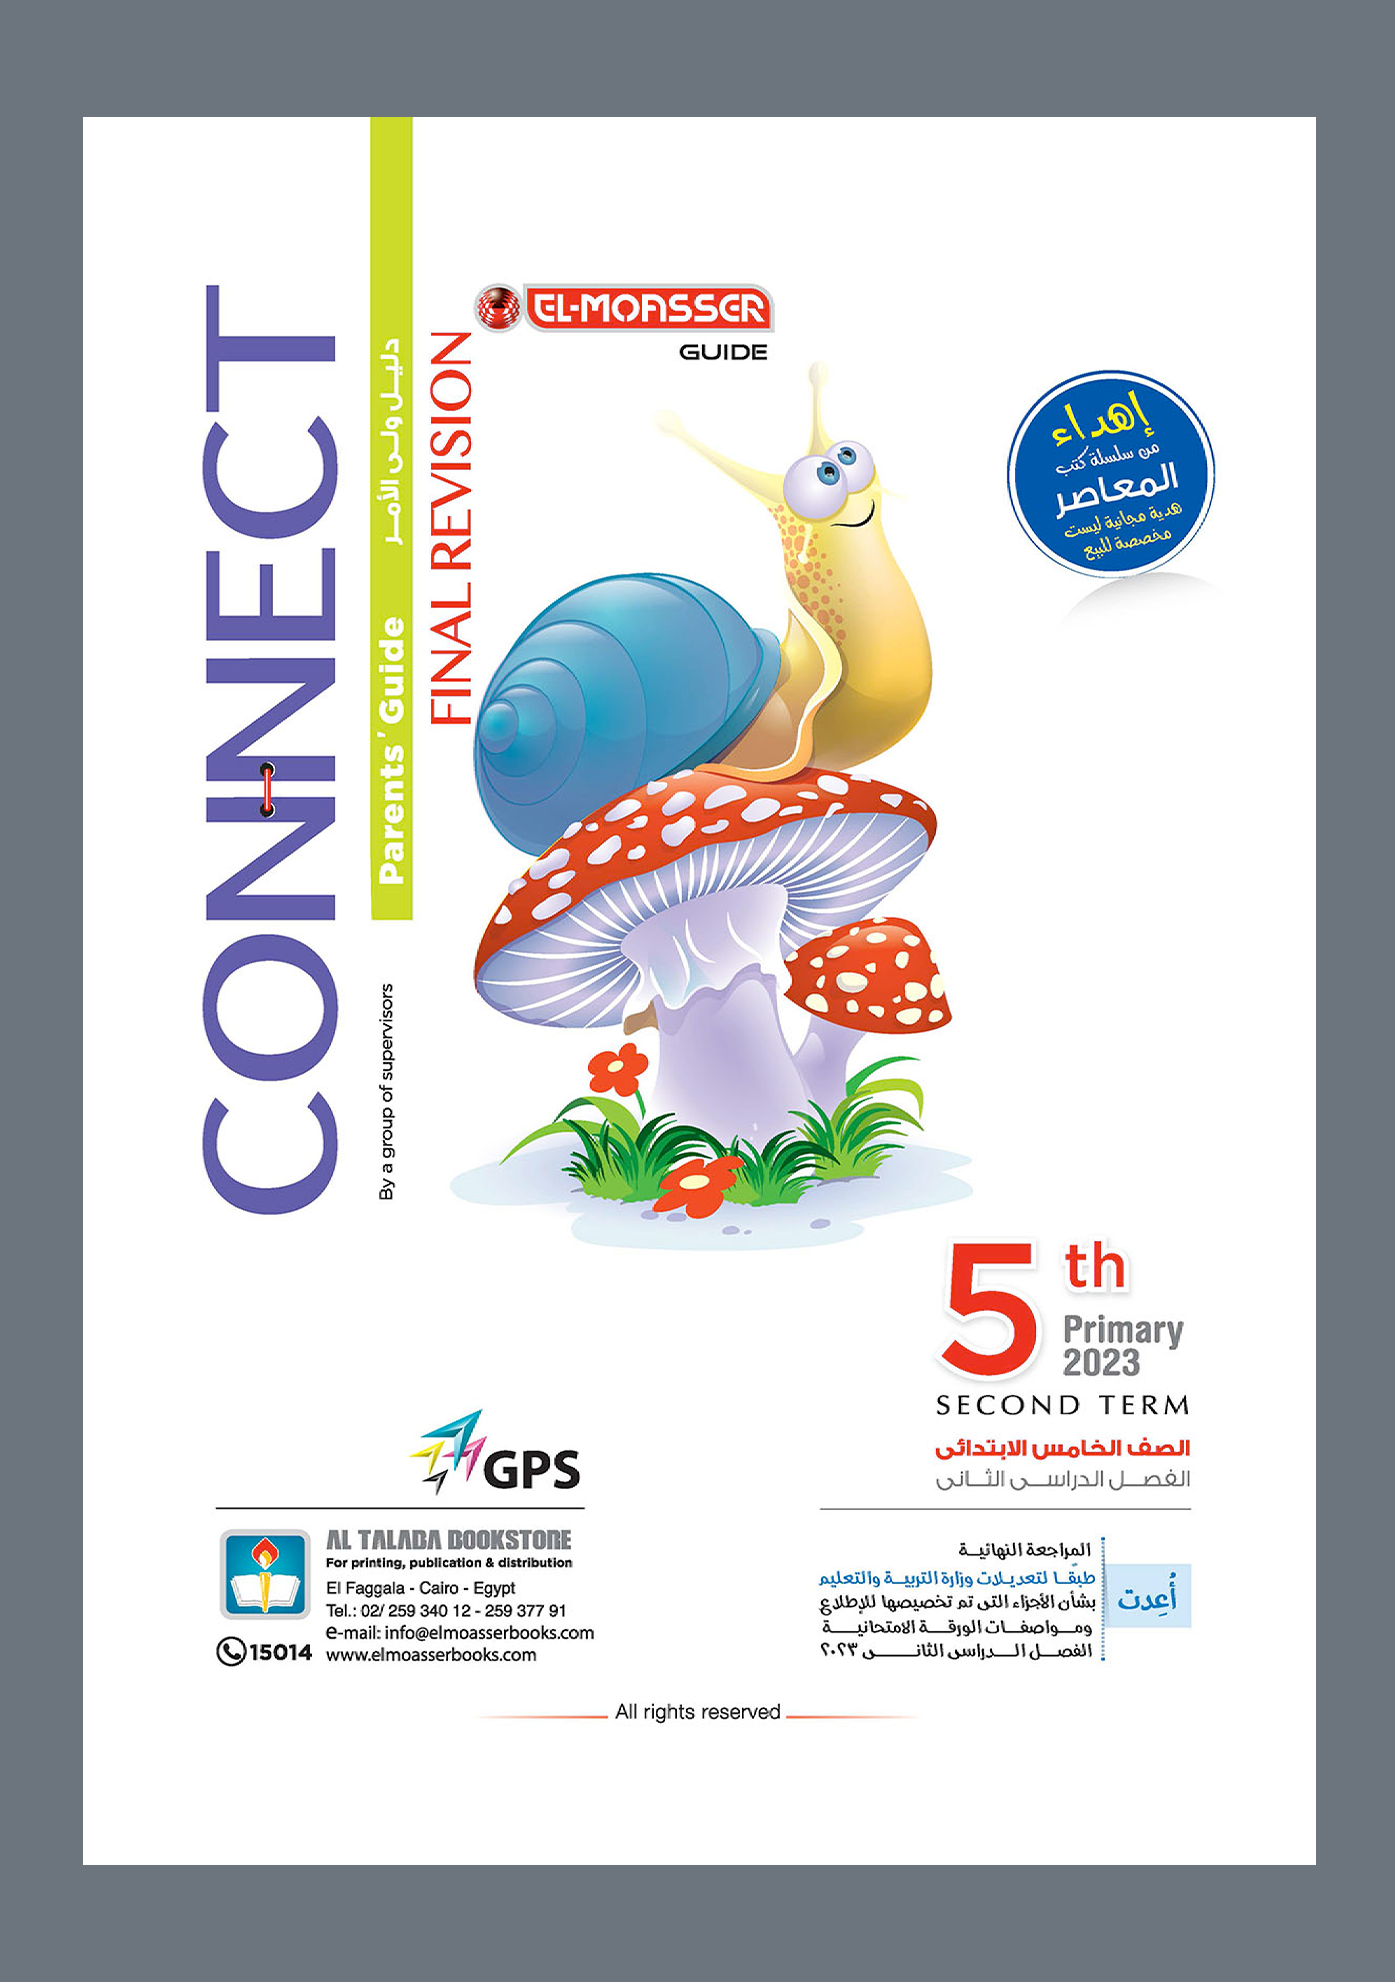 CONNECT
Parents' Guide دليل ولى الأمر
FINAL REVISION
By a group of supervisors
EL-MOASSER
GUIDE
إهداء
من سلسلة كتب
المعاصر
هدية مجانية ليست
مخصصة للبيع
5th
Primary
2023
SECOND TERM
الصف الخامس الابتدائى
الفصل الدراسى الثانى
GPS
AL TALABA BOOKSTORE
For printing, publication & distribution
El Faggala - Cairo - Egypt
Tel.: 02/ 259 340 12 - 259 377 91
e-mail: info@elmoasserbooks.com
15014 www.elmoasserbooks.com
أُعِدت
المراجعة النهائية
طبقًا لتعديلات وزارة التربية والتعليم
بشأن الأجزاء التى تم تخصيصها للإطلاع
ومواصفات الورقة الامتحانية
الفصل الدراسى الثانى ٢٠٢٣
All rights reserved